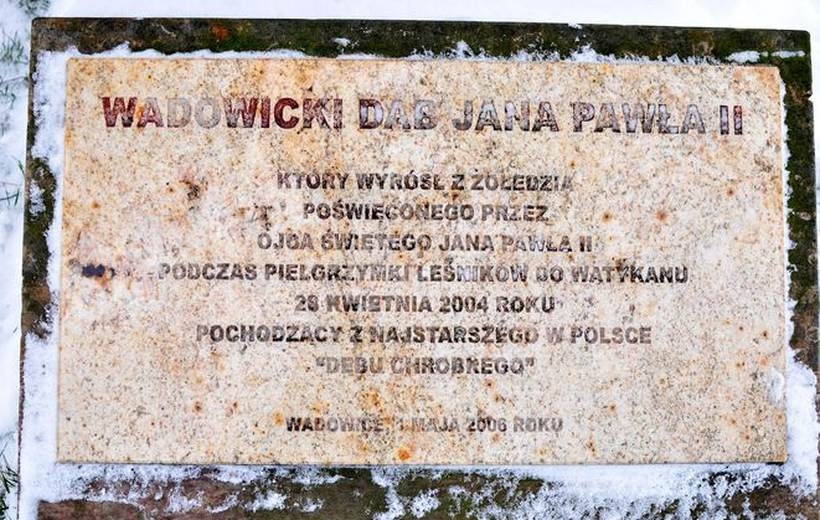 WADOWICKI DĄB JANA PAWŁA II
KTÓRY WYRÓSŁ Z ŻOŁĘDZIA
POŚWIĘCONEGO PRZEZ
OJCA ŚWIĘTEGO JANA PAWŁA II
PODCZAS PIELGRZYMKI LEŚNIKÓW DO WATYKANU
28 KWIETNIA 2004 ROKU
POCHODZĄCY Z NAJSTARSZEGO W POLSCE
"DĘBU CHROBREGO"
WADOWICE, 1 MAJA 2006 ROKU